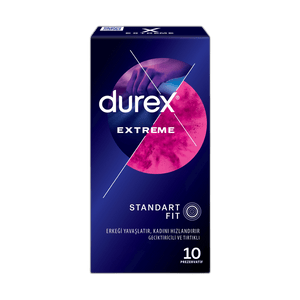 durex
EXTREME
STANDART
FIT
ERKEĞİ YAVAŞLATIR, KADINI HIZLANDIRIR
GECİKTİRİCİLİ VE TIRTIKLI
10
PREZERVATİF